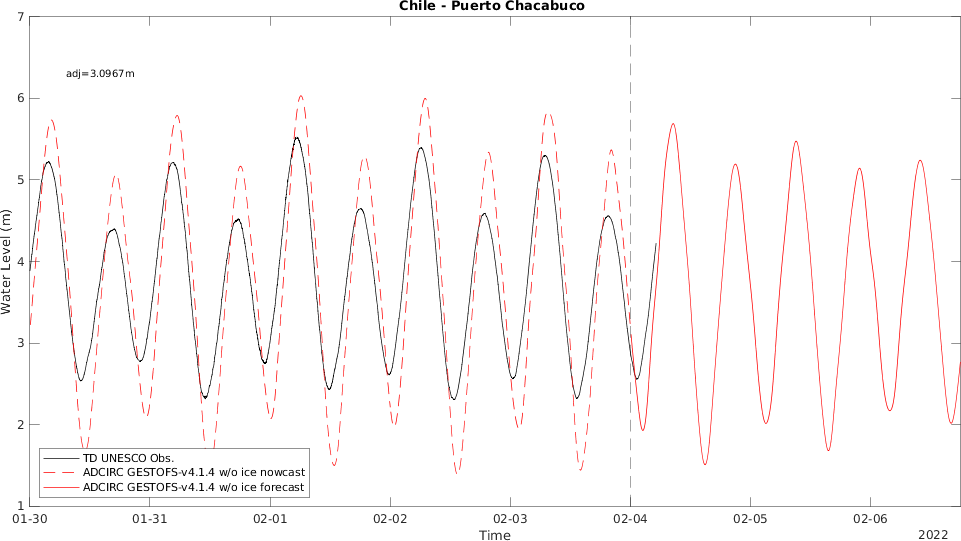 Chile - Puerto Chacabuco
adj=3.0967m
7
6
5
4
3
2
1
Water Level (m)
TD UNESCO Obs.
ADCIRC GESTOFS-v4.1.4 w/o ice nowcast
ADCIRC GESTOFS-v4.1.4 w/o ice forecast
01-30 01-31 02-01 02-02 02-03 02-04 02-05 02-06
Time
2022